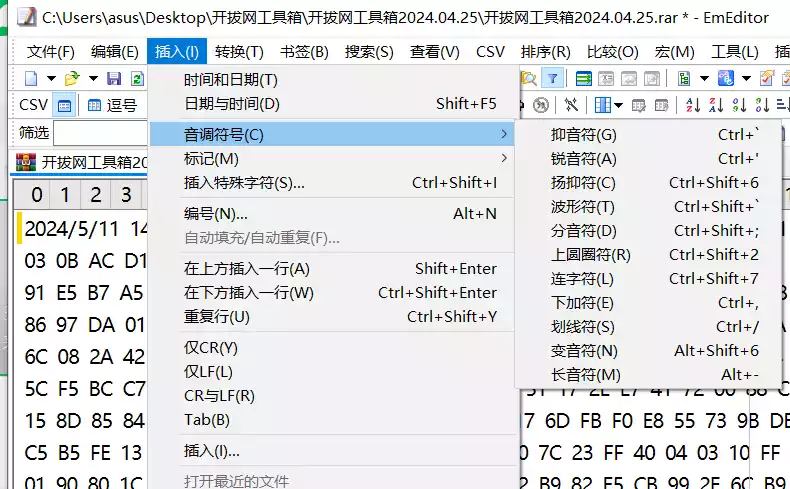 C:\Users\asus\Desktop\开拔网工具箱\开拔网工具箱2024.04.25\开拔网工具箱2024.04.25.rar * - EmEditor
文件(F) 编辑(E) 插入(I) 转换(T) 书签(B) 搜索(S) 查看(V) CSV 排序(R) 比较(O) 宏(M) 工具(L)
CSV 逗号
筛选
开拔网工具箱20
0 1 2 3
2024/5/11 14
03 0B AC D1
91 E5 B7 A5
86 97 DA 01
6C 08 2A 42
5C F5 BC C7
15 8D 85 84
C5 B5 FE 13
01 90 80 1C
时间和日期(T)
日期与时间(D) Shift+F5
音调符号(C)
标记(M)
插入特殊字符(S)... Ctrl+Shift+I
编号(N)... Alt+N
自动填充/自动重复(F)...
在上方插入一行(A) Shift+Enter
在下方插入一行(W) Ctrl+Shift+Enter
重复行(U) Ctrl+Shift+Y
仅CR(Y)
仅LF(L)
CR与LF(R)
Tab(B)
插入(I)...
打开最近的文件
抑音符(G) Ctrl+`
锐音符(A) Ctrl+'
扬抑符(C) Ctrl+Shift+6
波形符(T) Ctrl+Shift+`
分音符(D) Ctrl+Shift+;
上圆圈符(R) Ctrl+Shift+2
连字符(L) Ctrl+Shift+7
下加符(E) Ctrl+,
划线符(S) Ctrl+/
变音符(N) Alt+Shift+6
长音符(M) Alt+-
6D FB F0 E8 55 73 9B DE
0 7C 23 FF 40 04 03 10 FF
2 B9 82 F5 CB 99 2E 6C B9